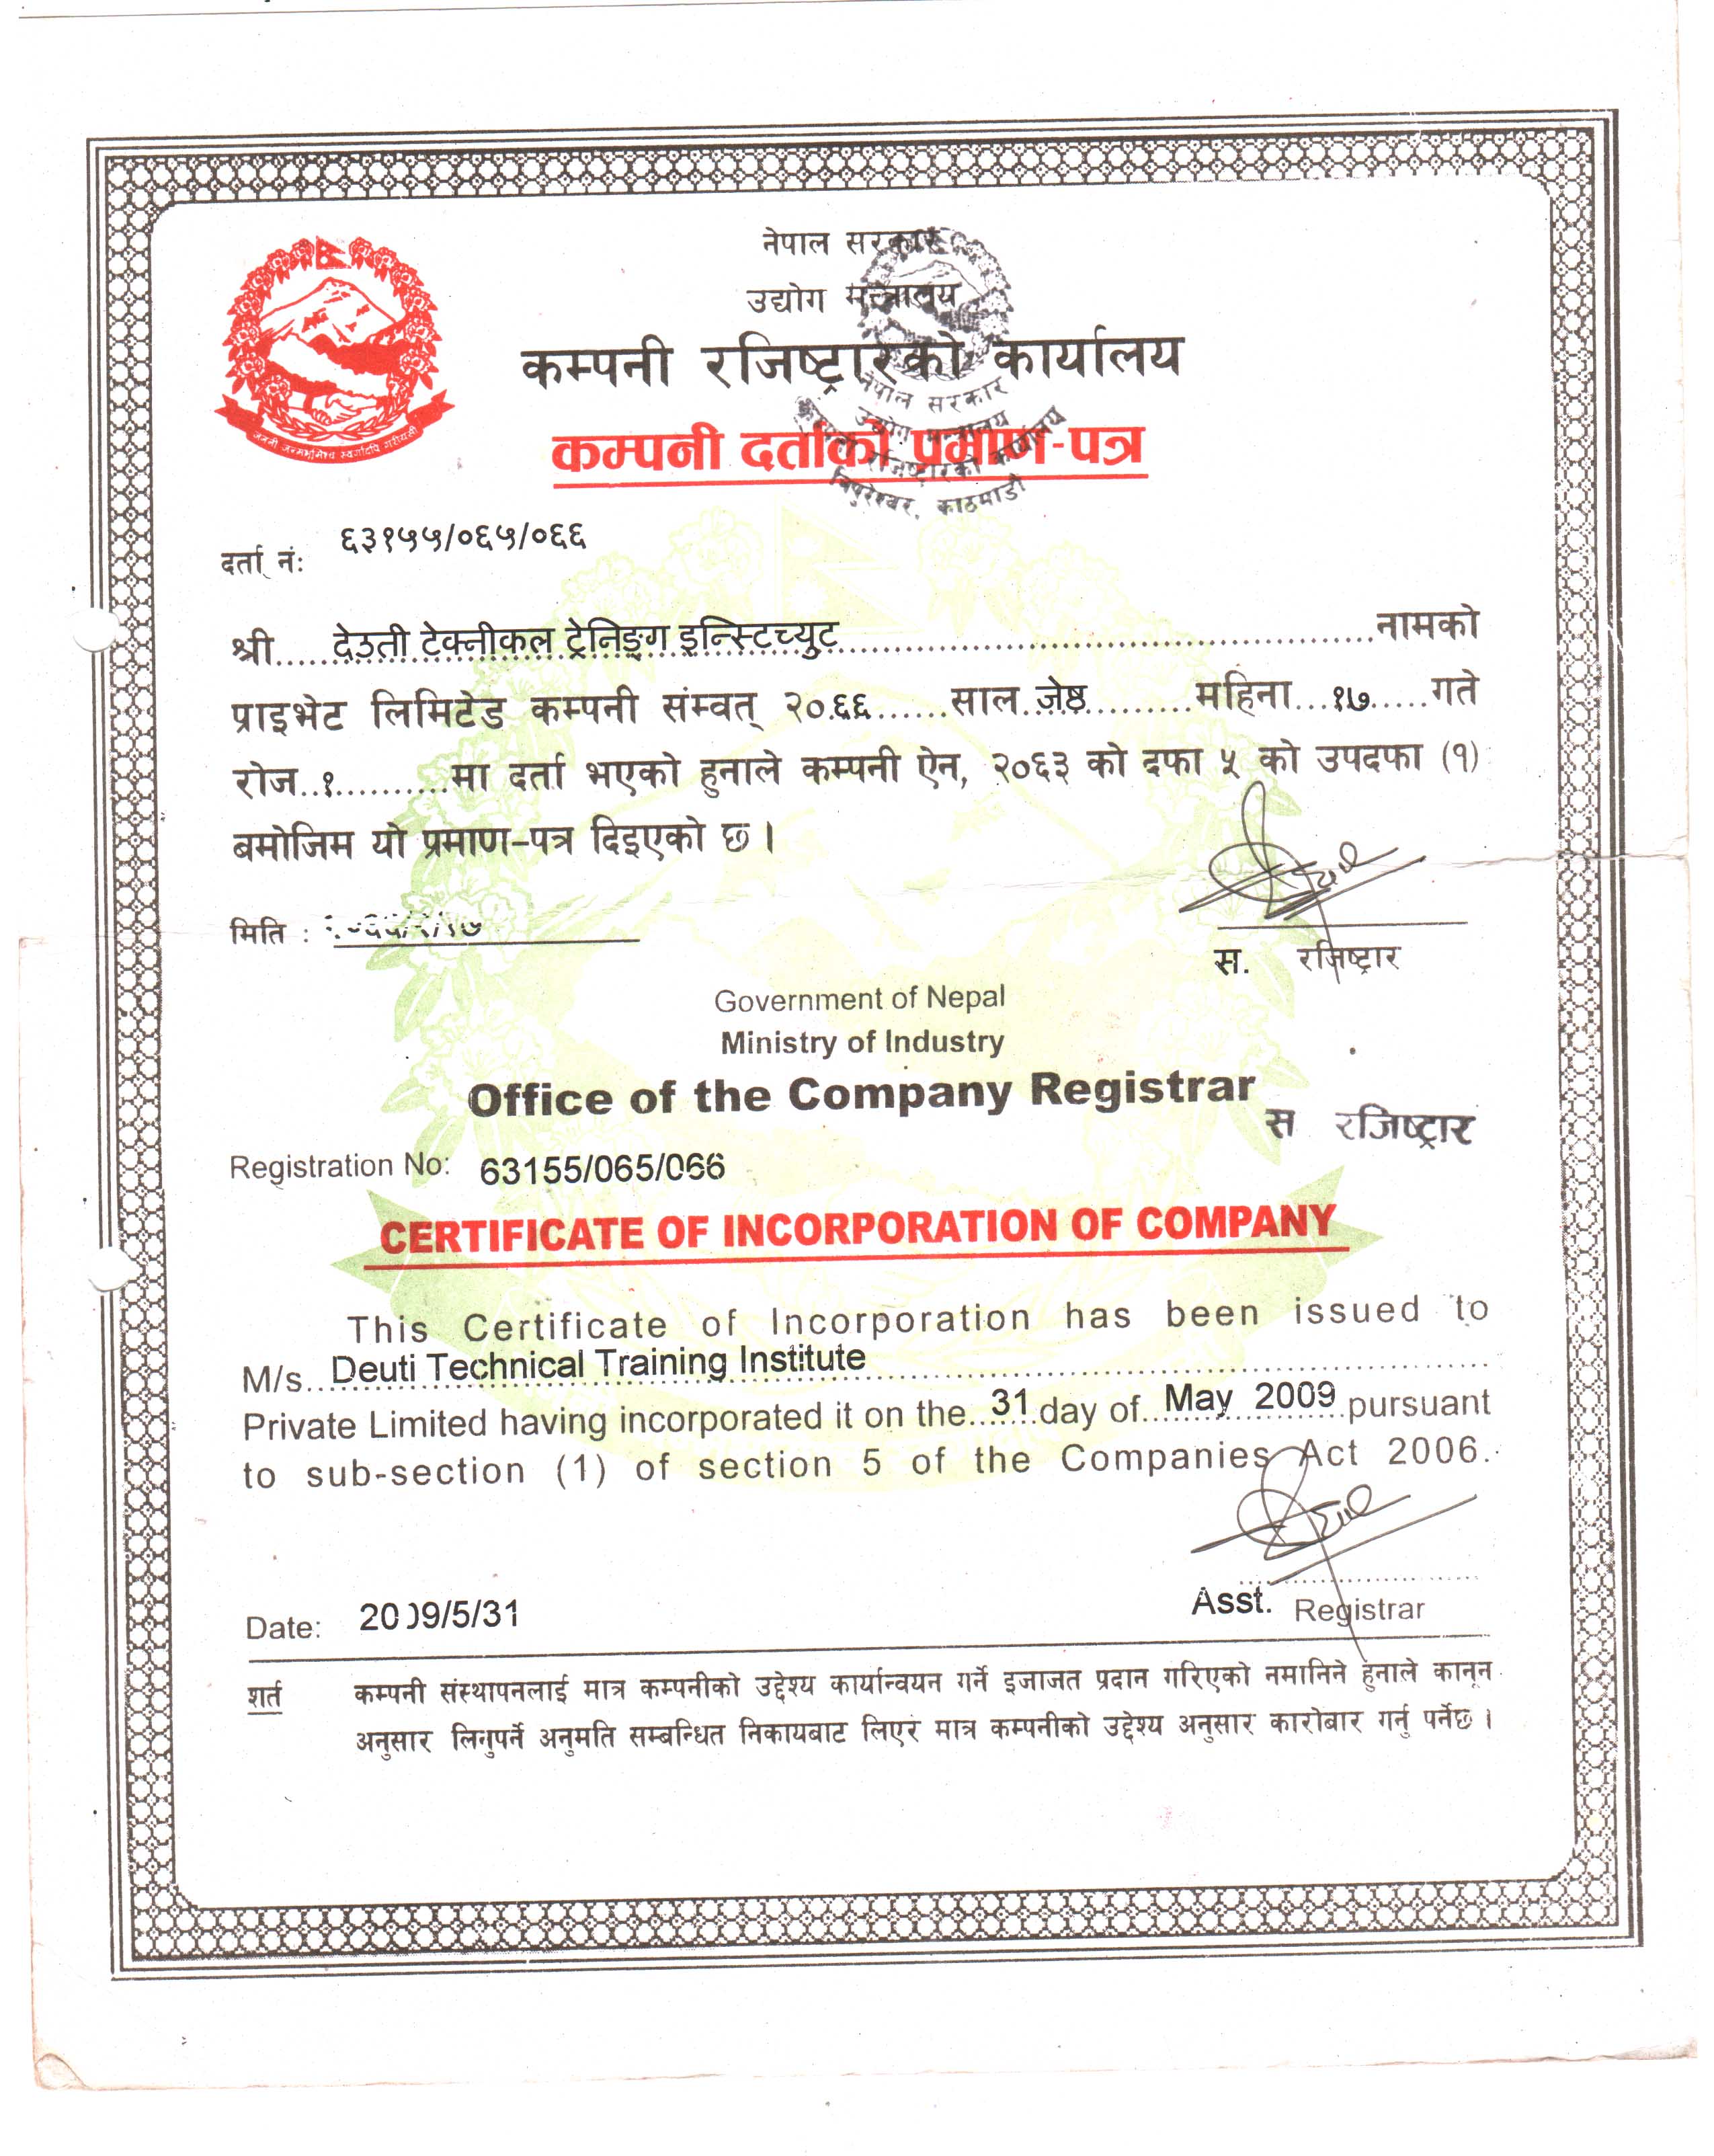 नेपाल सरकार
उद्योग मन्त्रालय
कम्पनी रजिष्ट्रारको कार्यालय
कम्पनी दर्ताको प्रमाण-पत्र
जननी जन्मभूमिश्च स्वर्गादपि गरीयसी
नेपाल सरकार
उद्योग मन्त्रालय
कम्पनी रजिष्ट्रारको कार्यालय
त्रिपुरेश्वर, काठमाडौं
दर्ता नं: ६३१५५/०६५/०६६
श्री.....देउती टेक्नीकल ट्रेनिङ्ग इन्स्टिच्युट..........नामको
प्राइभेट लिमिटेड कम्पनी संम्वत् २०६६......साल..जेष्ठ.........महिना...१७.....गते
रोज..१..........मा दर्ता भएको हुनाले कम्पनी ऐन, २०६३ को दफा ५ को उपदफा (१)
बमोजिम यो प्रमाण-पत्र दिइएको छ ।
मिति :
स. रजिष्ट्रार
Government of Nepal
Ministry of Industry
Office of the Company Registrar
स रजिष्ट्रार
Registration No: 63155/065/066
CERTIFICATE OF INCORPORATION OF COMPANY
This Certificate of Incorporation has been issued to
M/s...Deuti Technical Training Institute..........
Private Limited having incorporated it on the...31.day of...May 2009.pursuant
to sub-section (1) of section 5 of the Companies Act 2006.
Date: 2009/5/31
Asst. Registrar
शर्त कम्पनी संस्थापनलाई मात्र कम्पनीको उद्देश्य कार्यान्वयन गर्ने इजाजत प्रदान गरिएको नमानिने हुनाले कानून
अनुसार लिनुपर्ने अनुमति सम्बन्धित निकायबाट लिएर मात्र कम्पनीको उद्देश्य अनुसार कारोबार गर्नु पर्नेछ ।